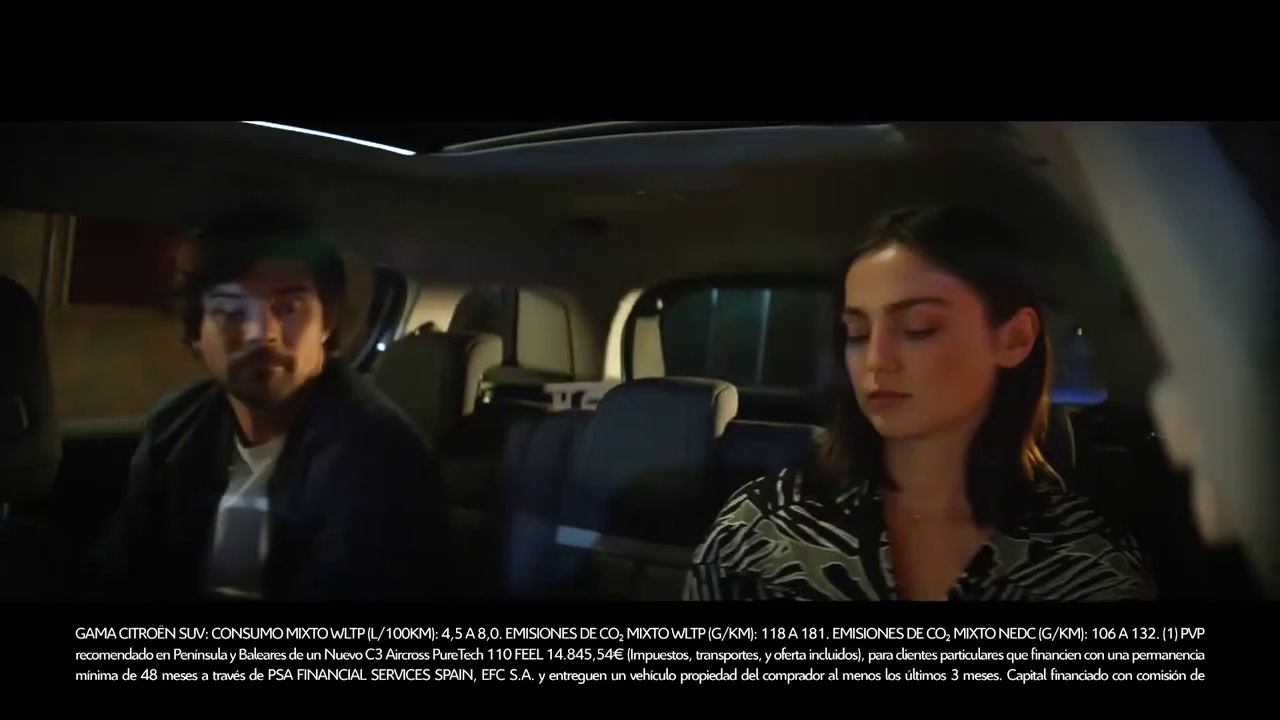 GAMA CITROËN SUV: CONSUMO MIXTO WLTP (L/100KM): 4,5 A 8,0. EMISIONES DE CO₂ MIXTO WLTP (G/KM): 118 A 181. EMISIONES DE CO₂ MIXTO NEDC (G/KM): 106 A 132. (1) PVP
recomendado en Península y Baleares de un Nuevo C3 Aircross PureTech 110 FEEL 14.845,54€ (Impuestos, transportes, y oferta incluidos), para clientes particulares que financien con una permanencia
mínima de 48 meses a través de PSA FINANCIAL SERVICES SPAIN, EFC S.A. y entreguen un vehículo propiedad del comprador al menos los últimos 3 meses. Capital financiado con comisión de